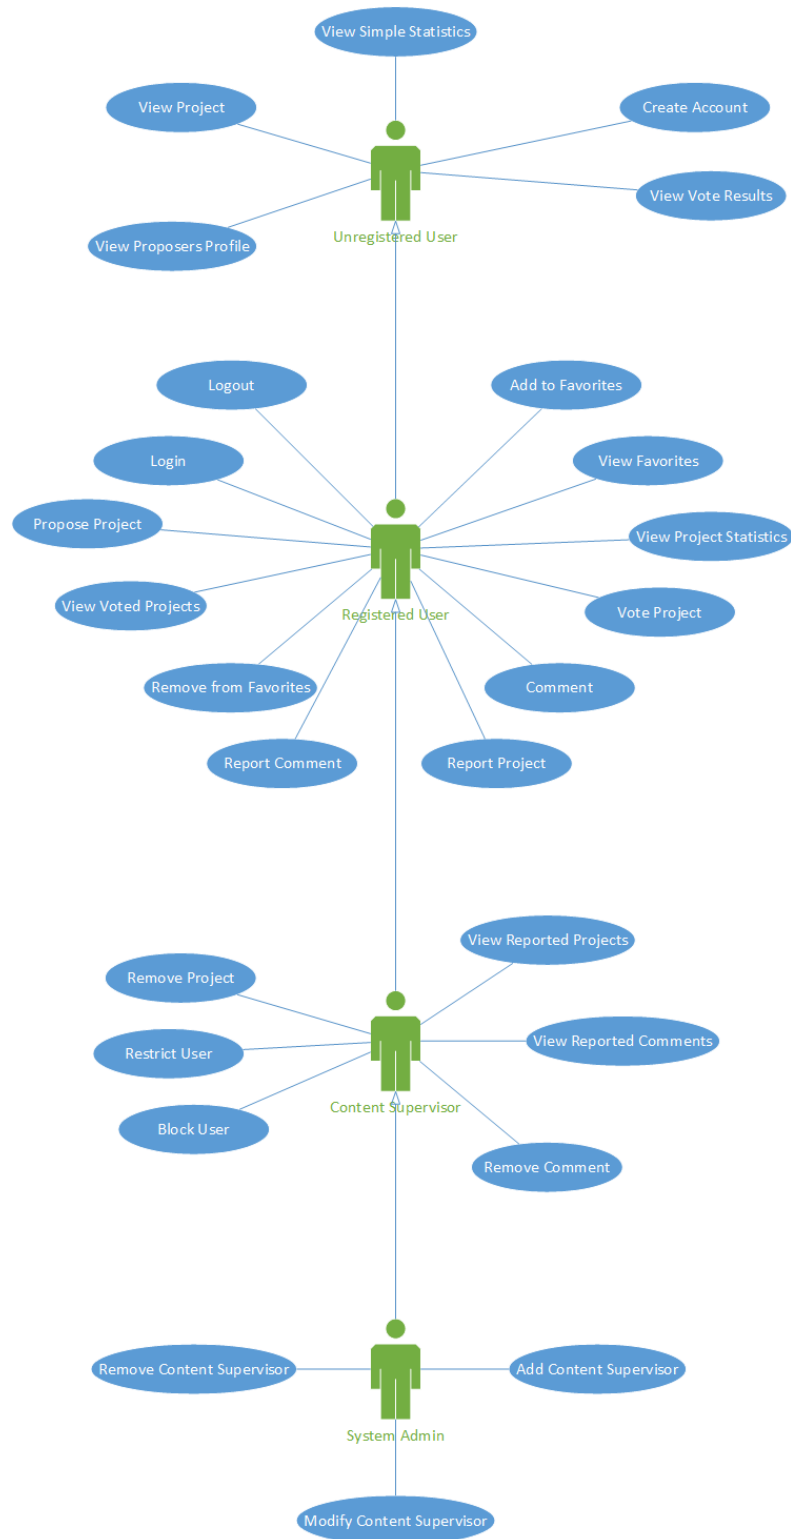 View Simple Statistics
View Project
Create Account
View Vote Results
View Proposers Profile
Unregistered User
Logout
Add to Favorites
Login
View Favorites
Propose Project
View Project Statistics
View Voted Projects
Vote Project
Registered User
Remove from Favorites
Comment
Report Comment
Report Project
View Reported Projects
Remove Project
Restrict User
View Reported Comments
Content Supervisor
Block User
Remove Comment
Remove Content Supervisor
Add Content Supervisor
System Admin
Modify Content Supervisor